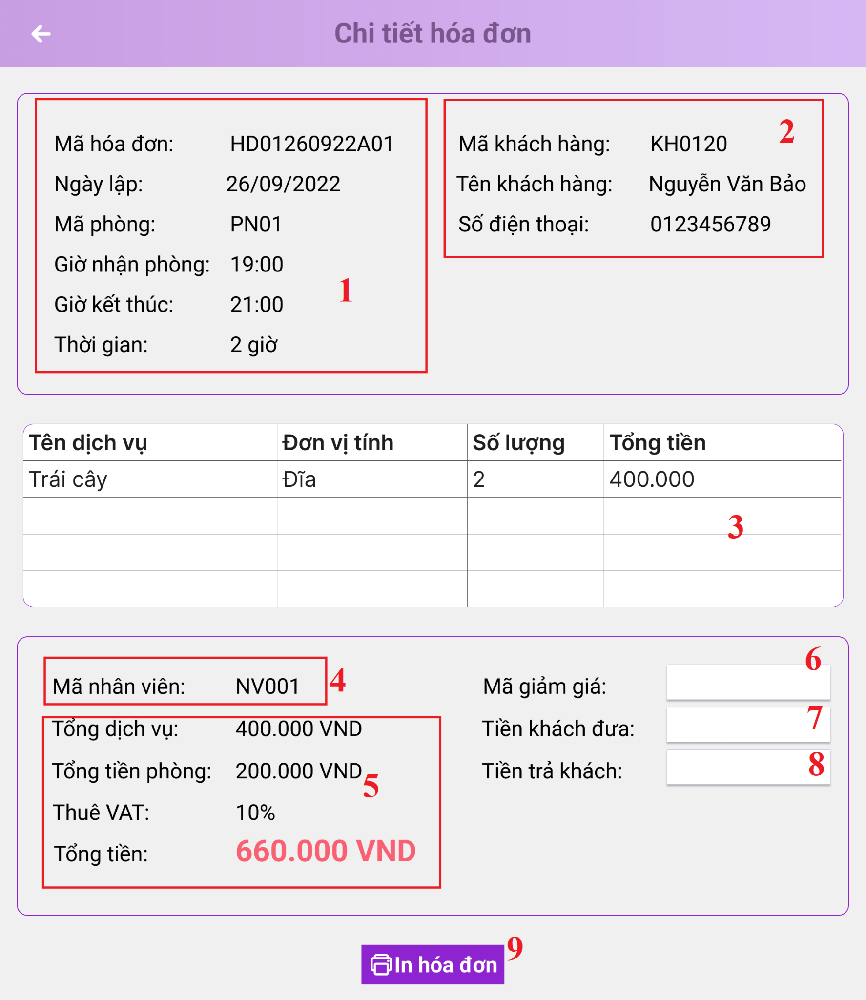 Chi tiết hóa đơn
Mã hóa đơn: HD01260922A01
Ngày lập: 26/09/2022
Mã phòng: PN01
Giờ nhận phòng: 19:00
Giờ kết thúc: 21:00
Thời gian: 2 giờ
1
Mã khách hàng: KH0120
Tên khách hàng: Nguyễn Văn Bảo
Số điện thoại: 0123456789
2
Tên dịch vụ Đơn vị tính Số lượng Tổng tiền
Trái cây Đĩa 2 400.000
3
Mã nhân viên: NV001
4
Tổng dịch vụ: 400.000 VND
Tổng tiền phòng: 200.000 VND
5
Thuê VAT: 10%
Tổng tiền: 660.000 VND
Mã giảm giá:
6
Tiền khách đưa:
7
Tiền trả khách:
8
In hóa đơn
9